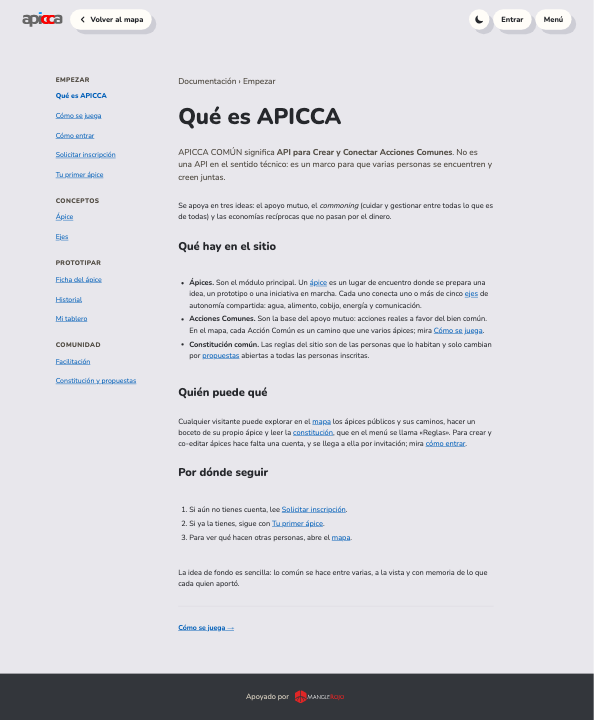 apicca
Volver al mapa
Entrar
Menú
EMPEZAR
Qué es APICCA
Cómo se juega
Cómo entrar
Solicitar inscripción
Tu primer ápice
CONCEPTOS
Ápice
Ejes
PROTOTIPAR
Ficha del ápice
Historial
Mi tablero
COMUNIDAD
Facilitación
Constitución y propuestas
Documentación › Empezar
Qué es APICCA
APICCA COMÚN significa API para Crear y Conectar Acciones Comunes. No es
una API en el sentido técnico: es un marco para que varias personas se encuentren y
creen juntas.
Se apoya en tres ideas: el apoyo mutuo, el commoning (cuidar y gestionar entre todas lo que es
de todas) y las economías recíprocas que no pasan por el dinero.
Qué hay en el sitio
• Ápices. Son el módulo principal. Un ápice es un lugar de encuentro donde se prepara una
idea, un prototipo o una iniciativa en marcha. Cada uno conecta uno o más de cinco ejes de
autonomía compartida: agua, alimento, cobijo, energía y comunicación.
• Acciones Comunes. Son la base del apoyo mutuo: acciones reales a favor del bien común.
En el mapa, cada Acción Común es un camino que une varios ápices; mira Cómo se juega.
• Constitución común. Las reglas del sitio son de las personas que lo habitan y solo cambian
por propuestas abiertas a todas las personas inscritas.
Quién puede qué
Cualquier visitante puede explorar en el mapa los ápices públicos y sus caminos, hacer un
boceto de su propio ápice y leer la constitución, que en el menú se llama «Reglas». Para crear y
co-editar ápices hace falta una cuenta, y se llega a ella por invitación; mira cómo entrar.
Por dónde seguir
1. Si aún no tienes cuenta, lee Solicitar inscripción.
2. Si ya la tienes, sigue con Tu primer ápice.
3. Para ver qué hacen otras personas, abre el mapa.
La idea de fondo es sencilla: lo común se hace entre varias, a la vista y con memoria de lo que
cada quien aportó.
Cómo se juega →
Apoyado por MANGLEROJO